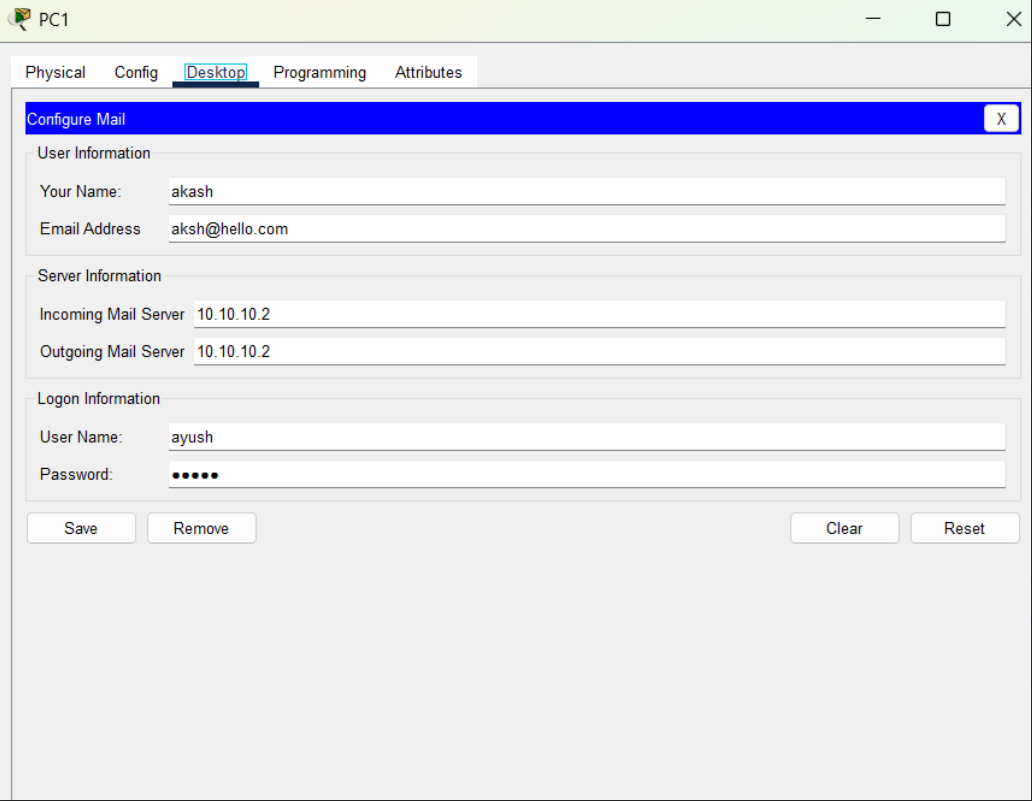 PC1
Physical Config Desktop Programming Attributes
Configure Mail X
User Information
Your Name: akash
Email Address aksh@hello.com
Server Information
Incoming Mail Server 10.10.10.2
Outgoing Mail Server 10.10.10.2
Logon Information
User Name: ayush
Password: •••••
Save Remove Clear Reset